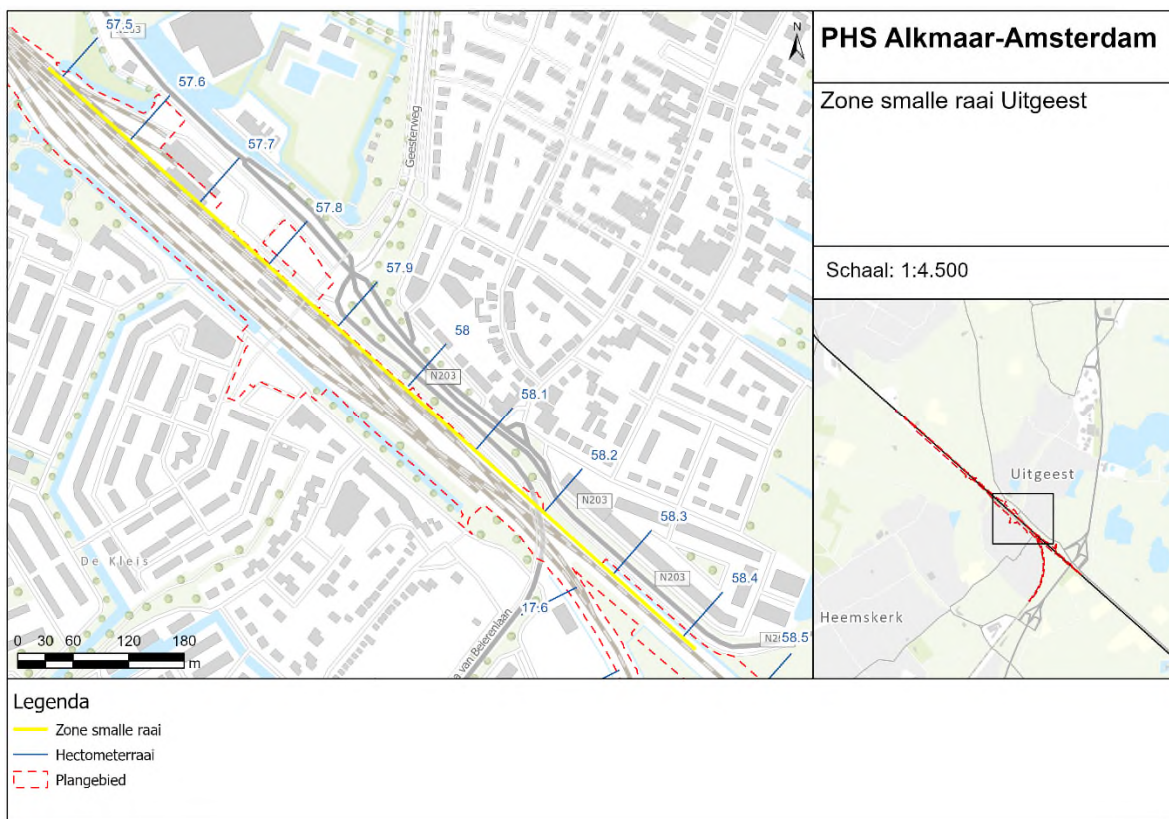 PHS Alkmaar-Amsterdam
Zone smalle raai Uitgeest
Schaal: 1:4.500
N
57.5
57.6
57.7
57.8
57.9
58
58.1
58.2
58.3
58.4
58.5
17.6
Geesterweg
N203
N203
N203
De Kleis
van Beierenlaan
0 30 60 120 180
m
Uitgeest
Heemskerk
Legenda
Zone smalle raai
Hectometerraai
Plangebied